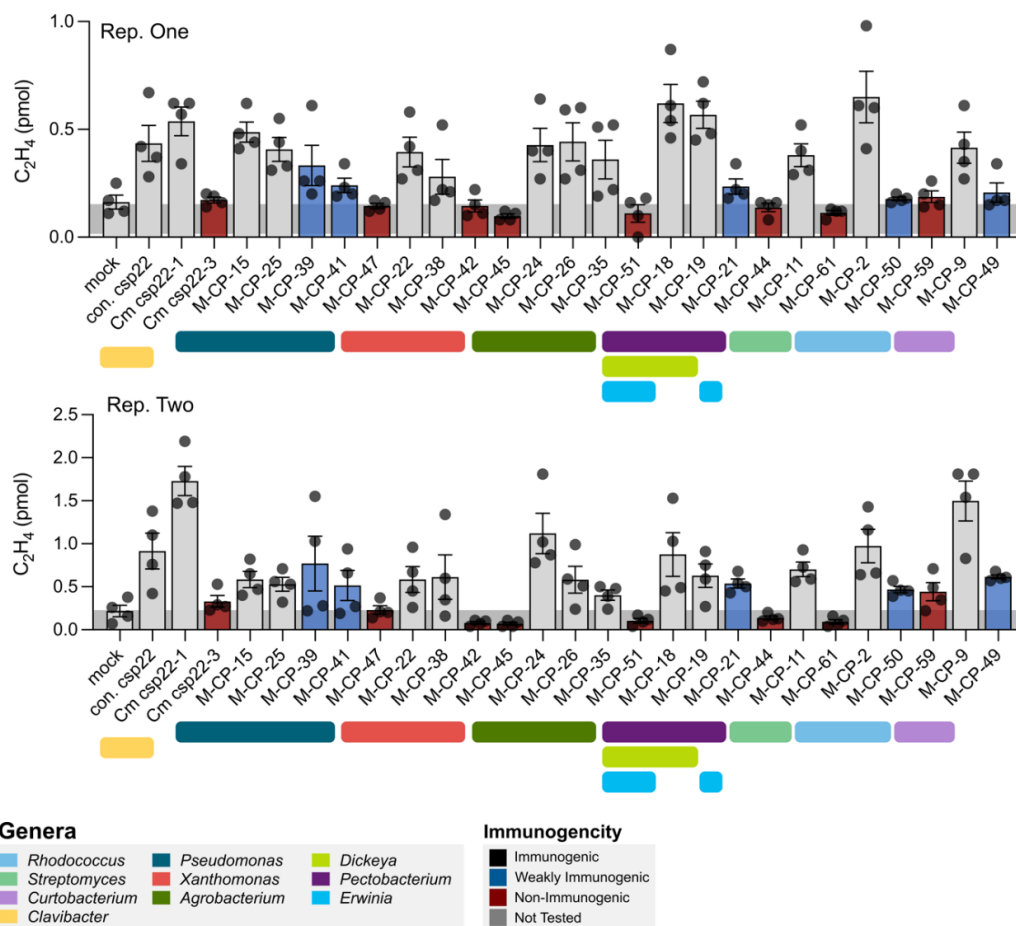 Rep. One
C2H4 (pmol)
1.0
0.5
0.0
mock
con. csp22
Cm csp22-1
Cm csp22-3
M-CP-15
M-CP-25
M-CP-39
M-CP-41
M-CP-47
M-CP-22
M-CP-38
M-CP-42
M-CP-45
M-CP-24
M-CP-26
M-CP-35
M-CP-51
M-CP-18
M-CP-19
M-CP-21
M-CP-44
M-CP-11
M-CP-61
M-CP-2
M-CP-50
M-CP-59
M-CP-9
M-CP-49
Rep. Two
C2H4 (pmol)
2.5
2.0
1.5
1.0
0.5
0.0
mock
con. csp22
Cm csp22-1
Cm csp22-3
M-CP-15
M-CP-25
M-CP-39
M-CP-41
M-CP-47
M-CP-22
M-CP-38
M-CP-42
M-CP-45
M-CP-24
M-CP-26
M-CP-35
M-CP-51
M-CP-18
M-CP-19
M-CP-21
M-CP-44
M-CP-11
M-CP-61
M-CP-2
M-CP-50
M-CP-59
M-CP-9
M-CP-49
Genera
Rhodococcus
Streptomyces
Curtobacterium
Clavibacter
Pseudomonas
Xanthomonas
Agrobacterium
Dickeya
Pectobacterium
Erwinia
Immunogencity
Immunogenic
Weakly Immunogenic
Non-Immunogenic
Not Tested